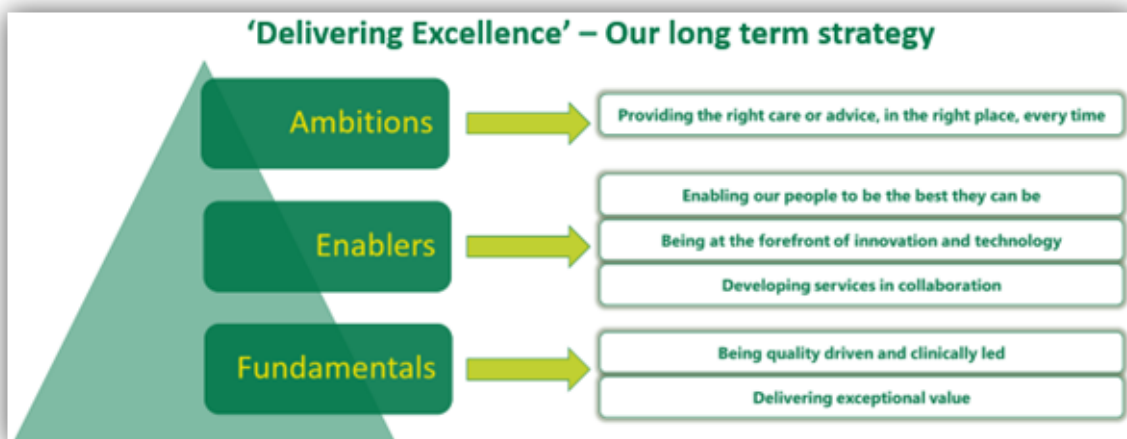 ‘Delivering Excellence’ – Our long term strategy
Ambitions
Providing the right care or advice, in the right place, every time
Enablers
Enabling our people to be the best they can be
Being at the forefront of innovation and technology
Developing services in collaboration
Fundamentals
Being quality driven and clinically led
Delivering exceptional value